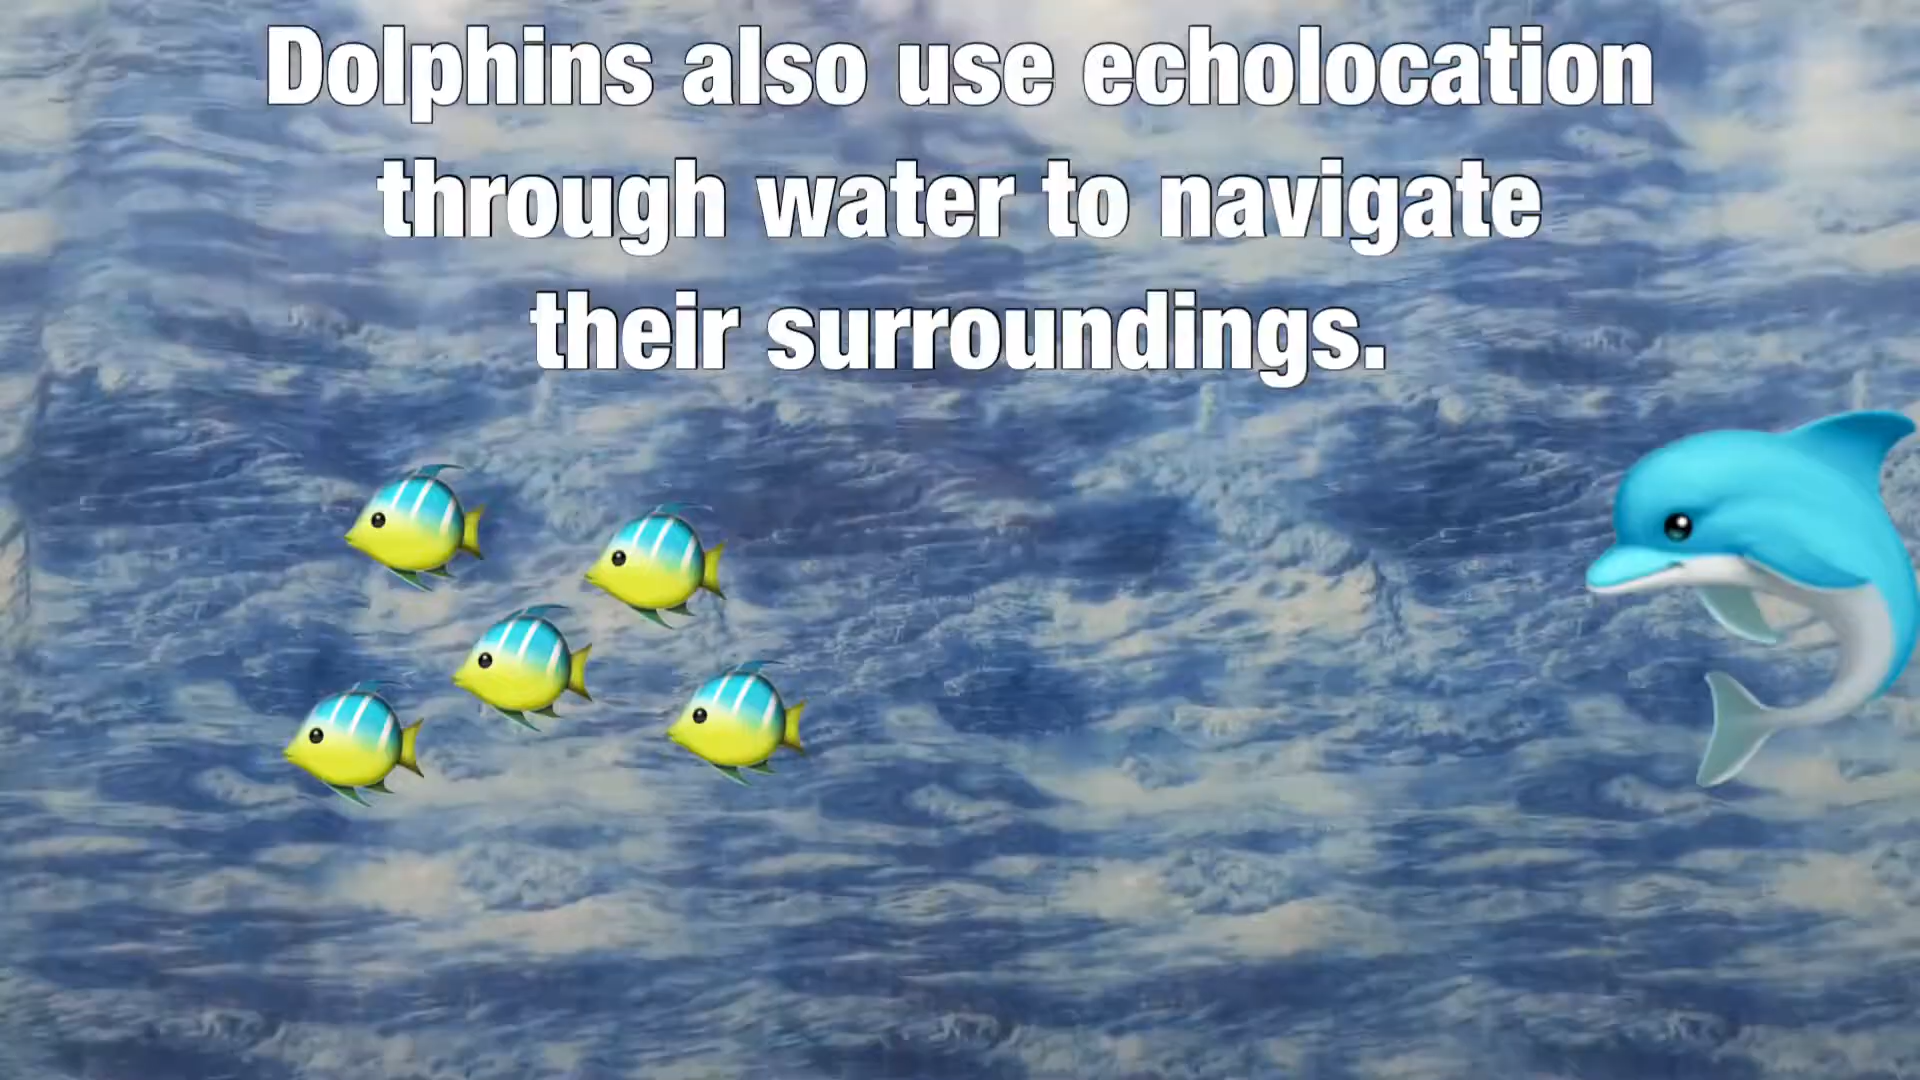 Dolphins also use echolocation
through water to navigate
their surroundings.